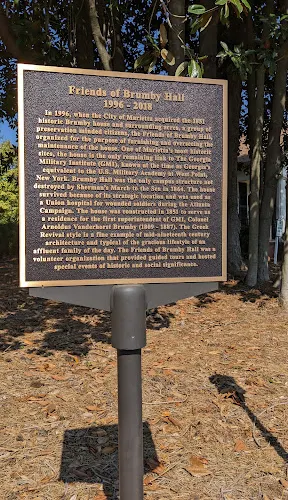 Friends of Brumby Hall
1996 - 2018
In 1996, when the City of Marietta acquired the 1851
historic Brumby house and surrounding acres, a group of
preservation minded citizens, the Friends of Brumby Hall
organized for the purpose of furnishing and overseeing the
maintenance of the house. One of Marietta's most historic
sites, the house is the only remaining link to The Georgia
Military Institute (GMI), known at the time as Georgia's
equivalent to the U.S. Military Academy at West Point,
New York. Brumby Hall was the only campus structure not
destroyed by Sherman's March to the Sea in 1864. The house
survived because of its strategic location and was used as
a Union hospital for wounded soldiers during the Atlanta
Campaign. The house was constructed in 1851 to serve as
a residence for the first superintendent of GMI, Colonel
Arnoldus Vanderhorst Brumby (1809 - 1887). The Greek
Revival style is a fine example of mid-nineteenth century
architecture and typical of the gracious lifestyle of an
affluent family of the day. The Friends of Brumby Hall was a
volunteer organization that provided guided tours and hosted
special events of historic and social significance.